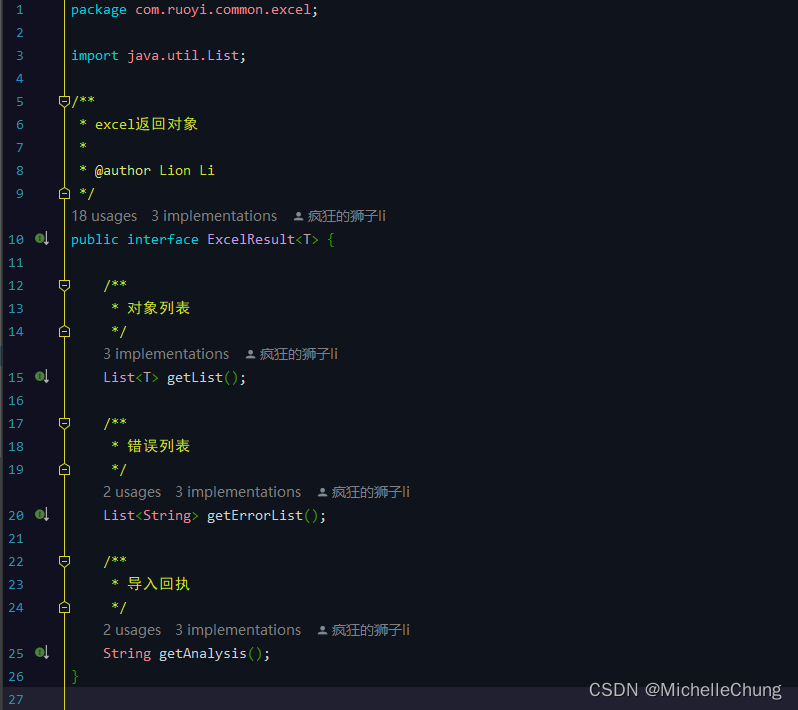 1 package com.ruoyi.common.excel;
2
3 import java.util.List;
4
5 /**
6 * excel返回对象
7 *
8 * @author Lion Li
9 */
18 usages 3 implementations 疯狂的狮子li
10 public interface ExcelResult<T> {
11
12 /**
13 * 对象列表
14 */
3 implementations 疯狂的狮子li
15 List<T> getList();
16
17 /**
18 * 错误列表
19 */
2 usages 3 implementations 疯狂的狮子li
20 List<String> getErrorList();
21
22 /**
23 * 导入回执
24 */
2 usages 3 implementations 疯狂的狮子li
25 String getAnalysis();
26 }
27
CSDN @MichelleChung